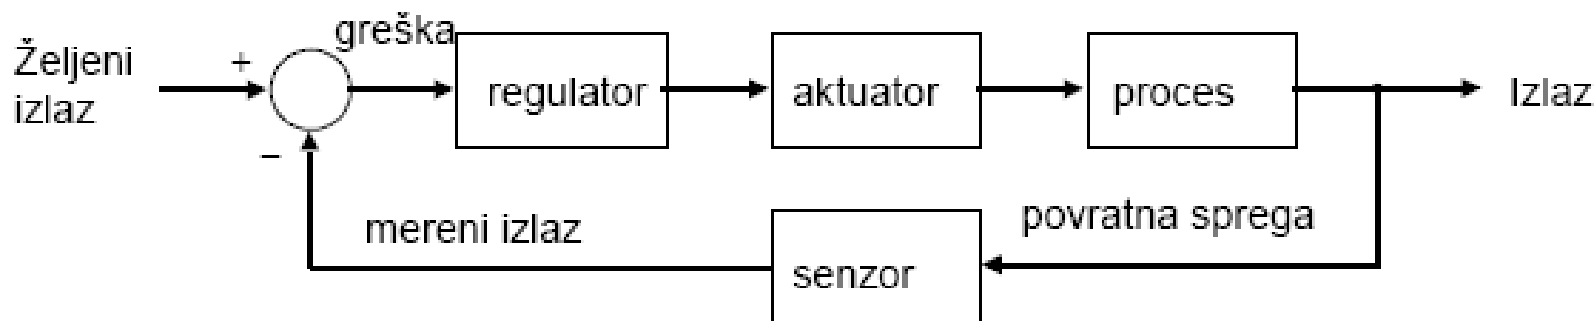 greška
Željeni
izlaz
+
regulator
aktuator
proces
Izlaz
−
mereni izlaz
povratna sprega
senzor